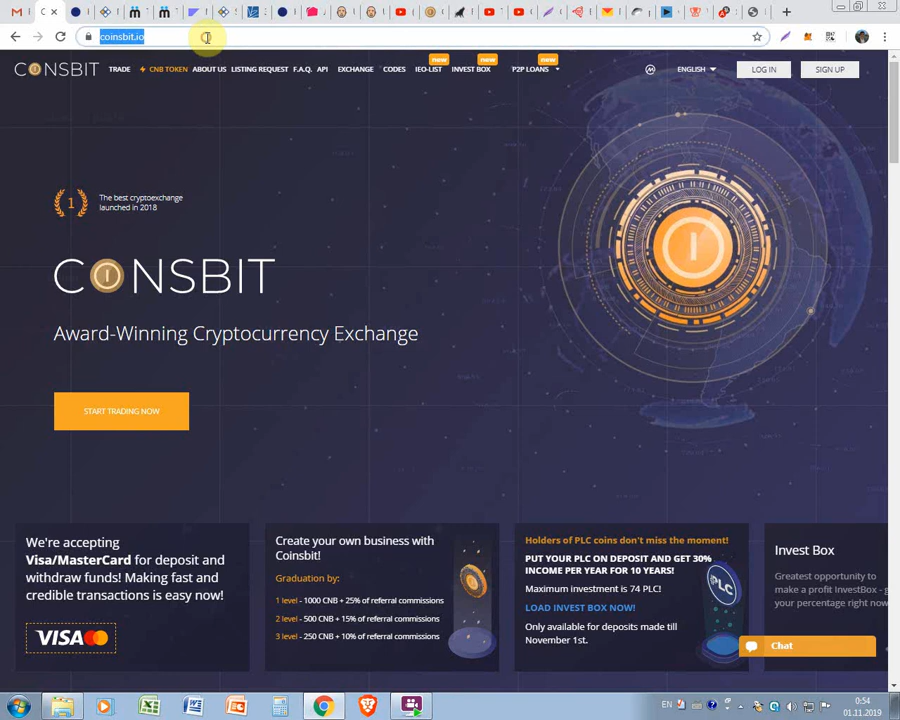 coinsbit.io
CONSBIT
TRADE
CNB TOKEN
ABOUT US
LISTING REQUEST
F.A.Q.
API
EXCHANGE
CODES
new
IEO-LIST
new
INVEST BOX
new
P2P LOANS
ENGLISH
LOG IN
SIGN UP
1
The best cryptoexchange
launched in 2018
CONSBIT
Award-Winning Cryptocurrency Exchange
START TRADING NOW
We're accepting
Visa/MasterCard for deposit and
withdraw funds! Making fast and
credible transactions is easy now!
VISA
Create your own business with
Coinsbit!
Graduation by:
1 level - 1000 CNB + 25% of referral commissions
2 level - 500 CNB + 15% of referral commissions
3 level - 250 CNB + 10% of referral commissions
Holders of PLC coins don't miss the moment!
PUT YOUR PLC ON DEPOSIT AND GET 30%
INCOME PER YEAR FOR 10 YEARS!
Maximum investment is 74 PLC!
LOAD INVEST BOX NOW!
Only available for deposits made till
November 1st.
PLC
Invest Box
Greatest opportunity to
make a profit InvestBox -
your percentage right now
Chat
EN
0:54
01.11.2019